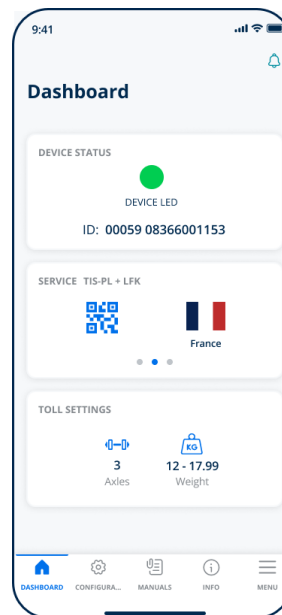 9:41
Dashboard
DEVICE STATUS
DEVICE LED
ID: 00059 08366001153
SERVICE TIS-PL + LFK
France
TOLL SETTINGS
KG
3 12 - 17.99
Axles Weight
DASHBOARD CONFIGURA... MANUALS INFO MENU